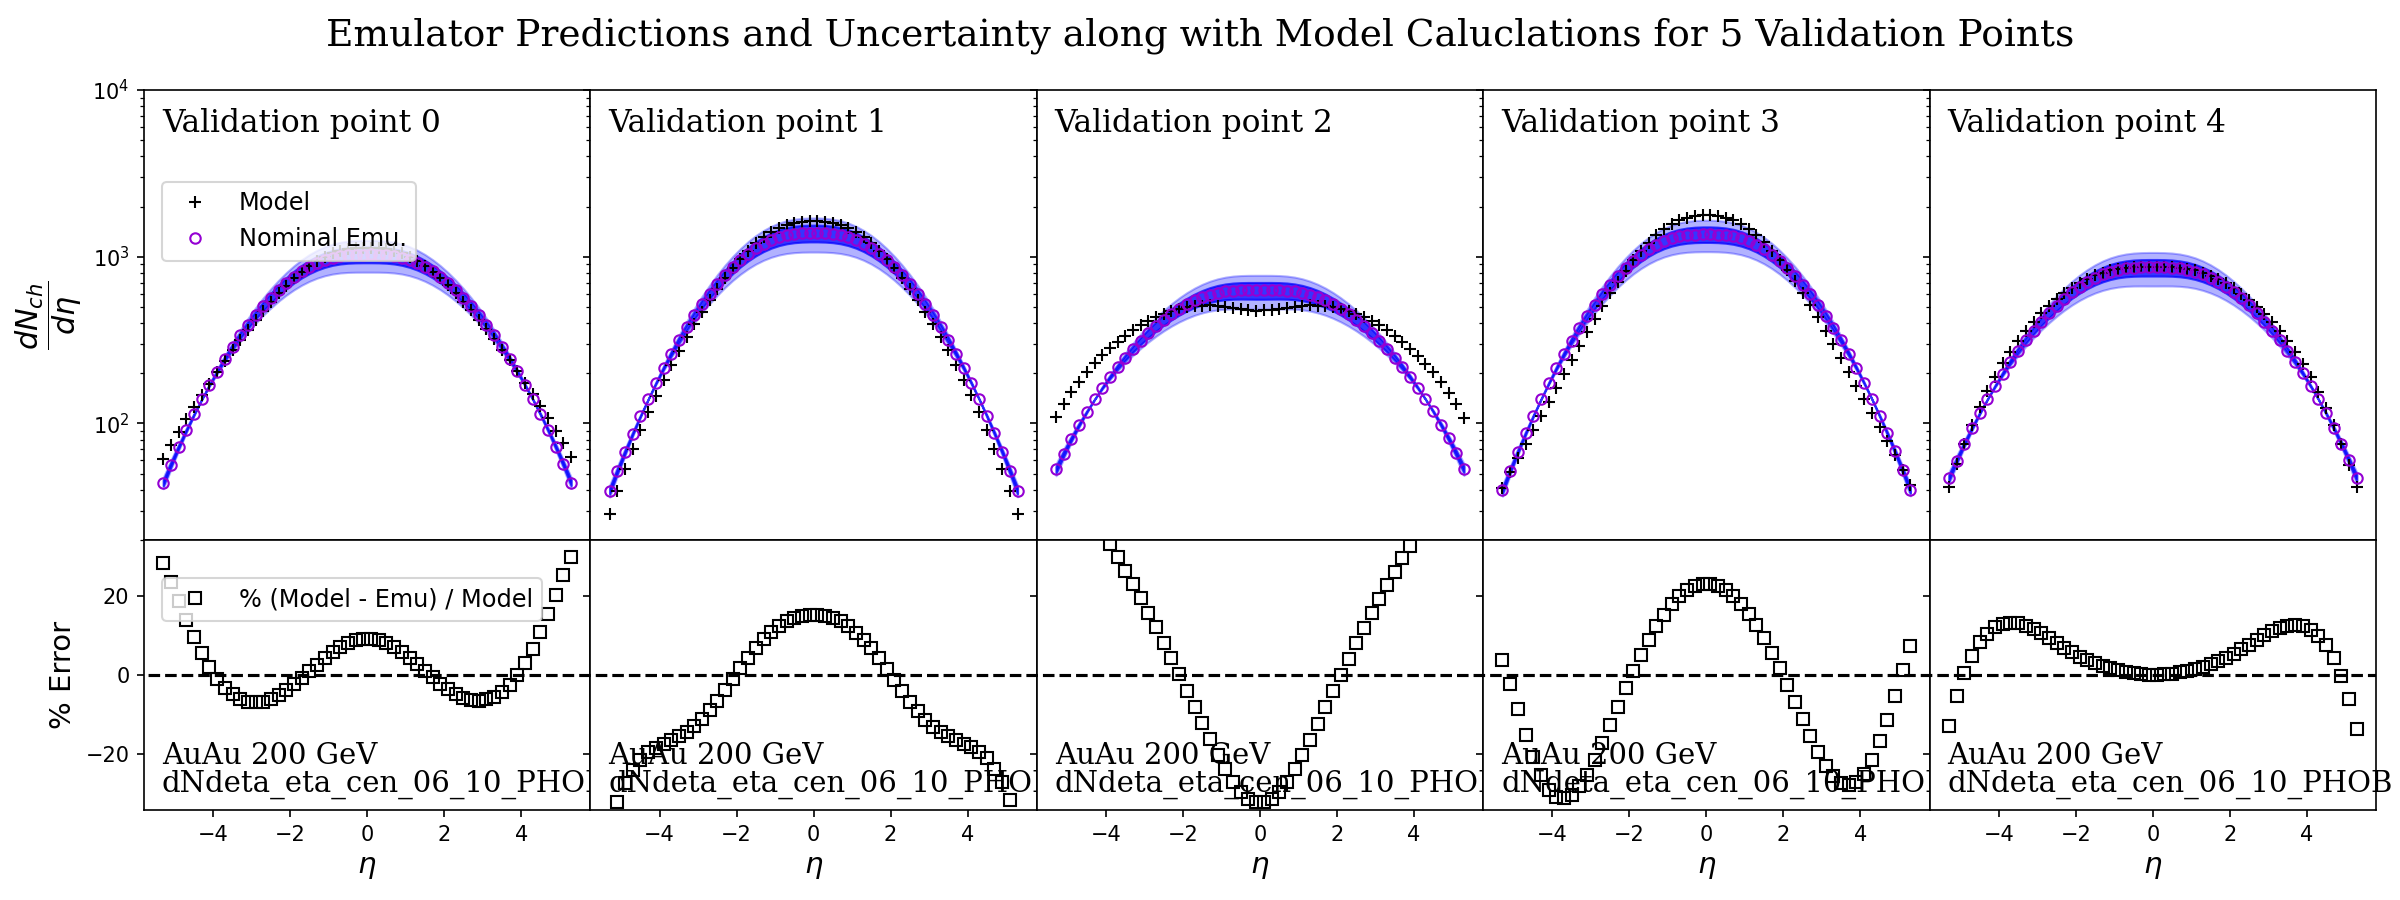 Emulator Predictions and Uncertainty along with Model Caluclations for 5 Validation Points
Validation point 0
Validation point 1
Validation point 2
Validation point 3
Validation point 4
Model
Nominal Emu.
dN_ch
dη
10^4
10^3
10^2
% (Model - Emu) / Model
% Error
20
0
−20
AuAu 200 GeV
dNdeta_eta_cen_06_10_PHO
AuAu 200 GeV
dNdeta_eta_cen_06_10_PHO
AuAu 200 GeV
dNdeta_eta_cen_06_10_PHO
AuAu 200 GeV
dNdeta_eta_cen_06_10_PHO
AuAu 200 GeV
dNdeta_eta_cen_06_10_PHOB
−4 −2 0 2 4
−4 −2 0 2 4
−4 −2 0 2 4
−4 −2 0 2 4
−4 −2 0 2 4
η
η
η
η
η